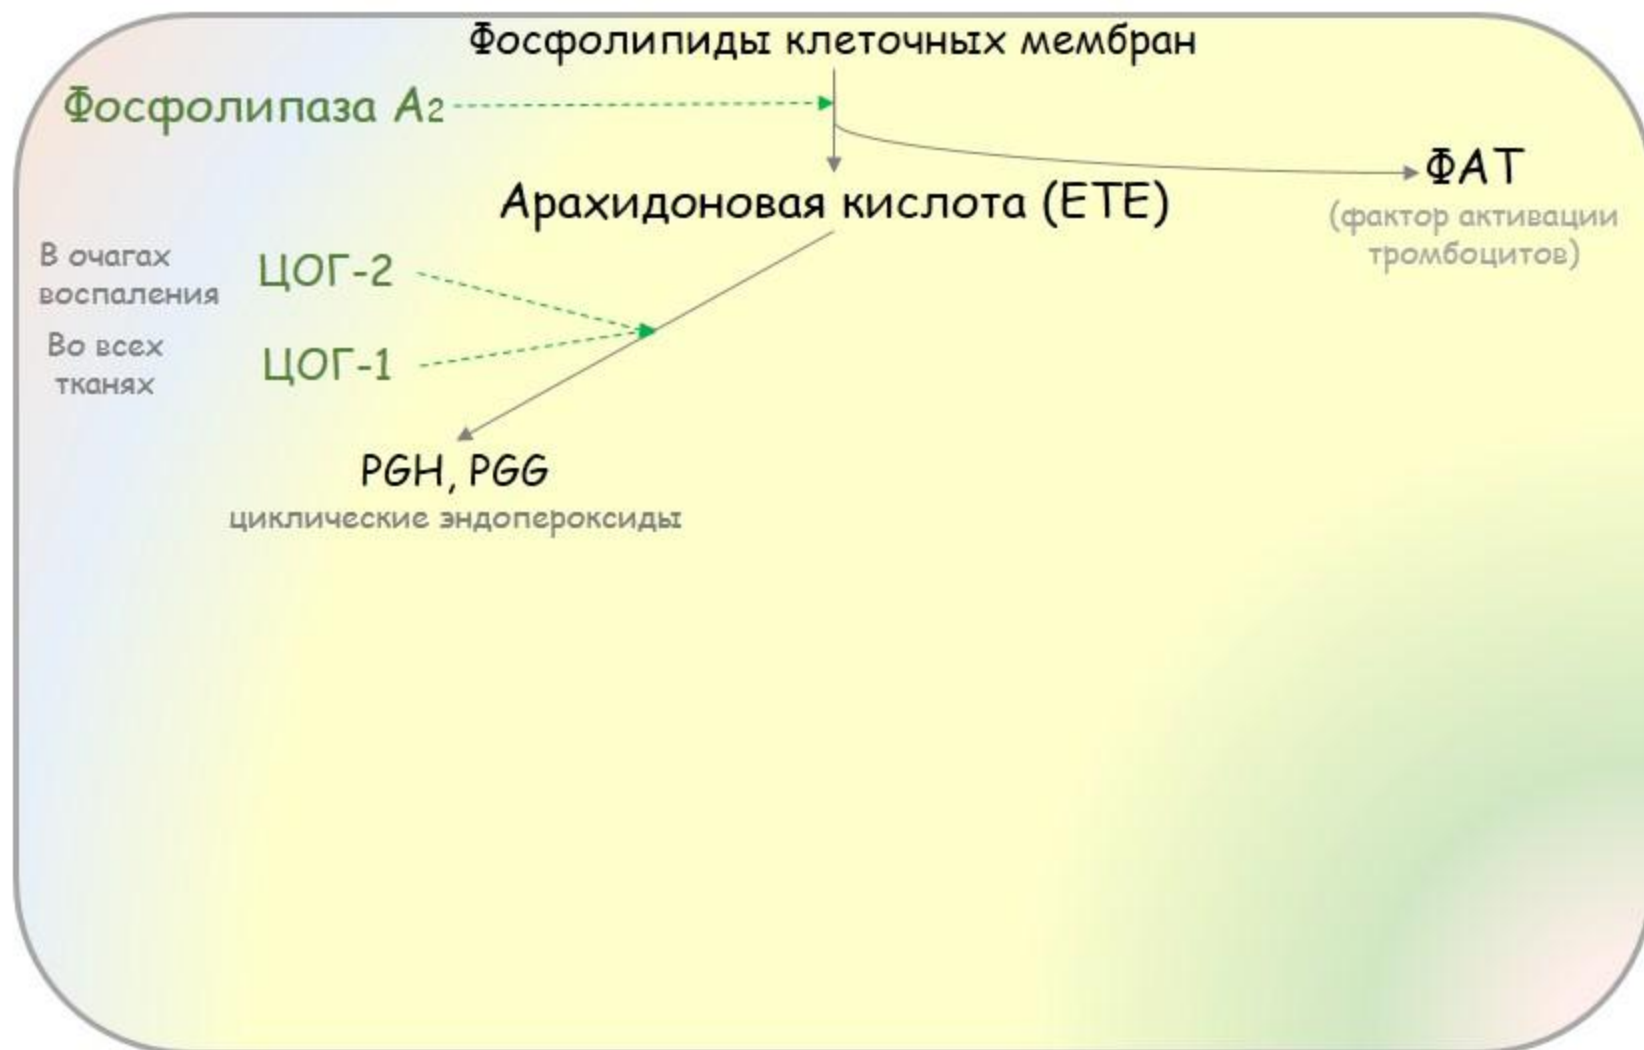 Фосфолипиды клеточных мембран
Фосфолипаза А2
ФАТ
(фактор активации
тромбоцитов)
Арахидоновая кислота (ETE)
В очагах
воспаления
ЦОГ-2
Во всех
тканях
ЦОГ-1
PGH, PGG
циклические эндопероксиды